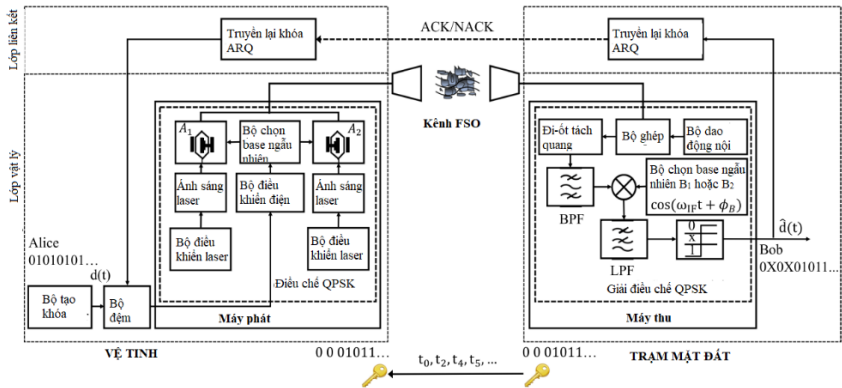 Lớp liên kết
Truyền lại khóa
ARQ
ACK/NACK
Truyền lại khóa
ARQ
Kênh FSO
Lớp vật lý
A₁
Bộ chọn
base ngẫu
nhiên
A₂
Ánh sáng
laser
Bộ điều
khiển điện
Ánh sáng
laser
Bộ điều
khiển laser
Bộ điều
khiển laser
Điều chế QPSK
Máy phát
Alice
01010101…
d(t)
Bộ tạo
khóa
Bộ
đệm
VỆ TINH
0 0 01011…
Đi-ốt tách
quang
Bộ ghép
Bộ dao
động nội
BPF
Bộ chọn base ngẫu
nhiên B₁ hoặc B₂
cos(ω_IF t + ϕ_B)
LPF
0
X
1
d̂(t)
Bob
0X0X01011...
Giải điều chế QPSK
Máy thu
0 0 01011…
TRẠM MẶT ĐẤT
t₀, t₂, t₄, t₅, …